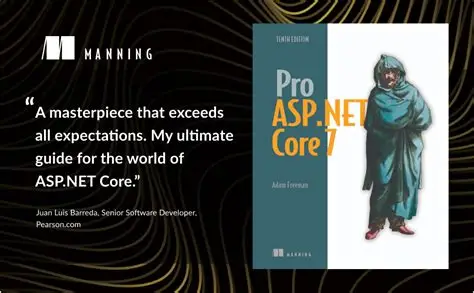 MANNING
“A masterpiece that exceeds
all expectations. My ultimate
guide for the world of
ASP.NET Core.”
Juan Luis Barreda, Senior Software Developer,
Pearson.com
TENTH EDITION
Pro
ASP.NET
Core 7
Adam Freeman
MANNING